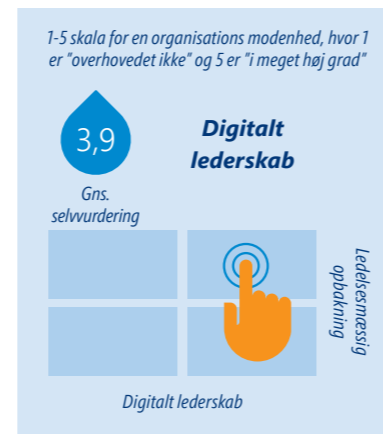 1-5 skala for en organisations modenhed, hvor 1
er "overhovedet ikke" og 5 er "i meget høj grad"
3,9
Digitalt
lederskab
Gns.
selvvurdering
Ledelsesmæssig
opbakning
Digitalt lederskab